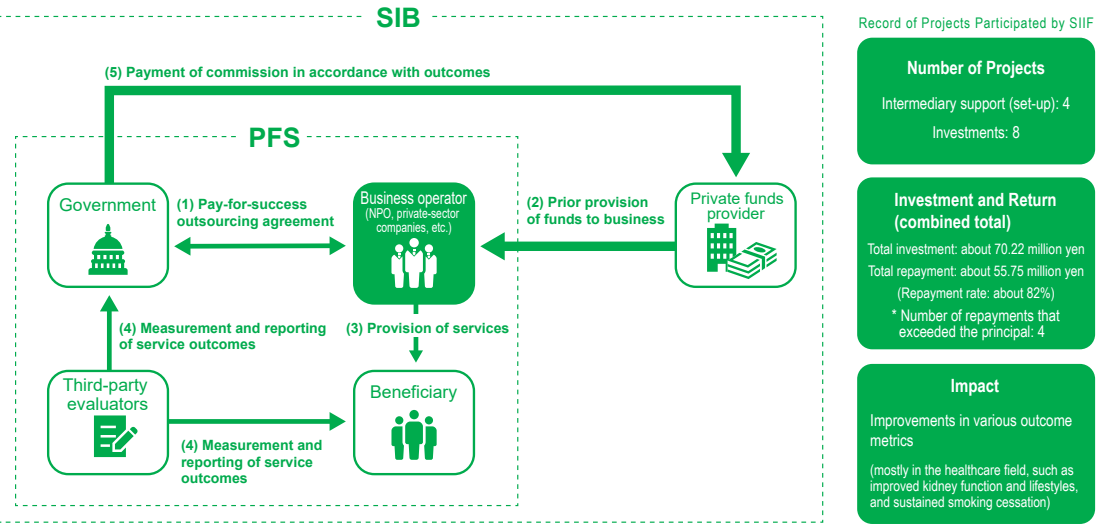 SIB
(5) Payment of commission in accordance with outcomes
PFS
Government
(1) Pay-for-success
outsourcing agreement
Business operator
(NPO, private-sector
companies, etc.)
(2) Prior provision
of funds to business
Private funds
provider
(4) Measurement and reporting
of service outcomes
(3) Provision of services
Third-party
evaluators
(4) Measurement and
reporting of service
outcomes
Beneficiary
Record of Projects Participated by SIIF
Number of Projects
Intermediary support (set-up): 4
Investments: 8
Investment and Return
(combined total)
Total investment: about 70.22 million yen
Total repayment: about 55.75 million yen
(Repayment rate: about 82%)
* Number of repayments that
exceeded the principal: 4
Impact
Improvements in various outcome
metrics
(mostly in the healthcare field, such as
improved kidney function and lifestyles,
and sustained smoking cessation)